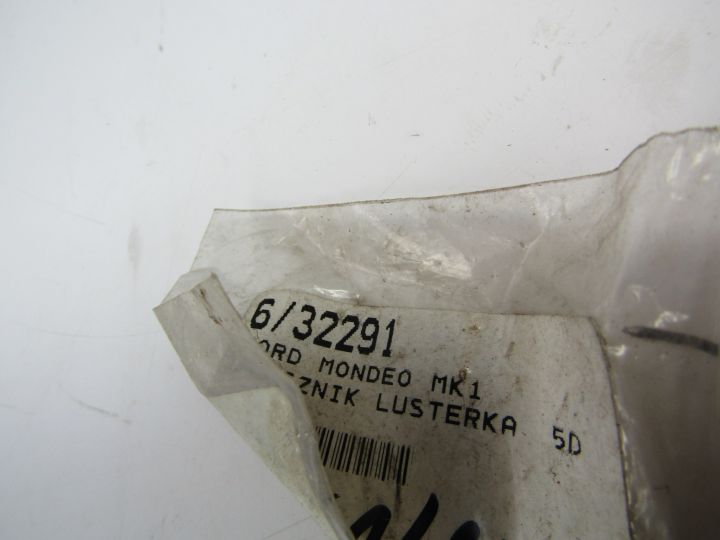 6/32291
ORD MONDEO MK1
ZNIK LUSTERKA 5D